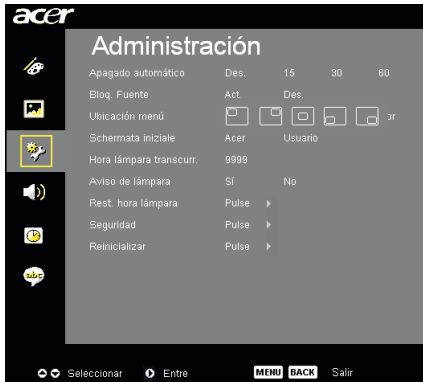 acer
Administración
Apagado automático Des. 15 30 60
Bloq. Fuente Act. Des.
Ubicación menú or
Schermata iniziale Acer Usuario
Hora lámpara transcurr. 9999
Aviso de lámpara Sí No
Rest. hora lámpara Pulse
Seguridad Pulse
Reinicializar Pulse
abc
Seleccionar Entre MENU BACK Salir